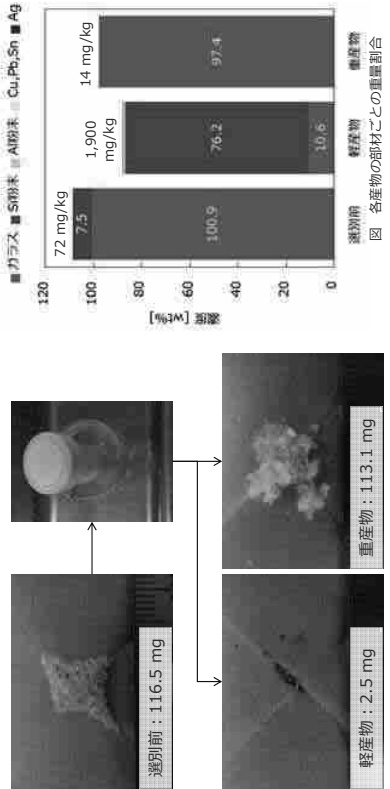 選別前：116.5 mg
軽産物：2.5 mg
重産物：113.1 mg
■ガラス ■Si粉末 ■Al粉末 Cu,Pb,Sn ■Ag
濃度 [wt%]
120
100
80
60
40
20
0
72 mg/kg
7.5
100.9
1,900
mg/kg
76.2
10.6
14 mg/kg
97.4
選別前
軽産物
重産物
図 各産物の部材ごとの重量割合